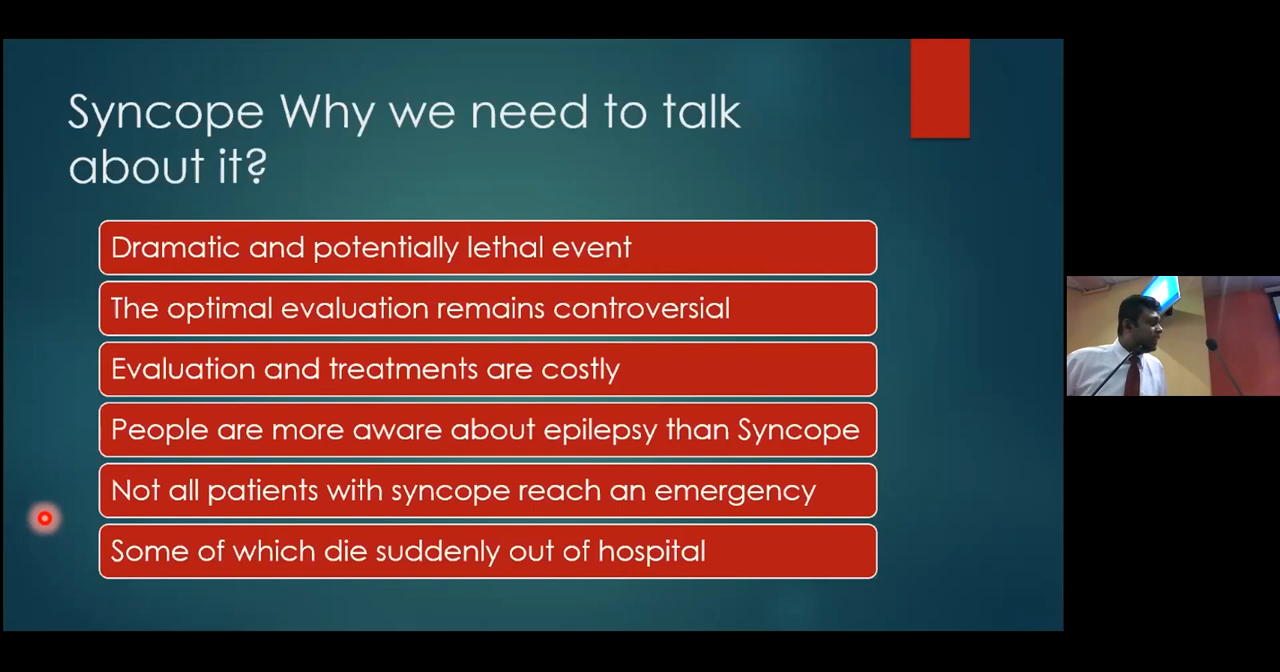 Syncope Why we need to talk
about it?
Dramatic and potentially lethal event
The optimal evaluation remains controversial
Evaluation and treatments are costly
People are more aware about epilepsy than Syncope
Not all patients with syncope reach an emergency
Some of which die suddenly out of hospital